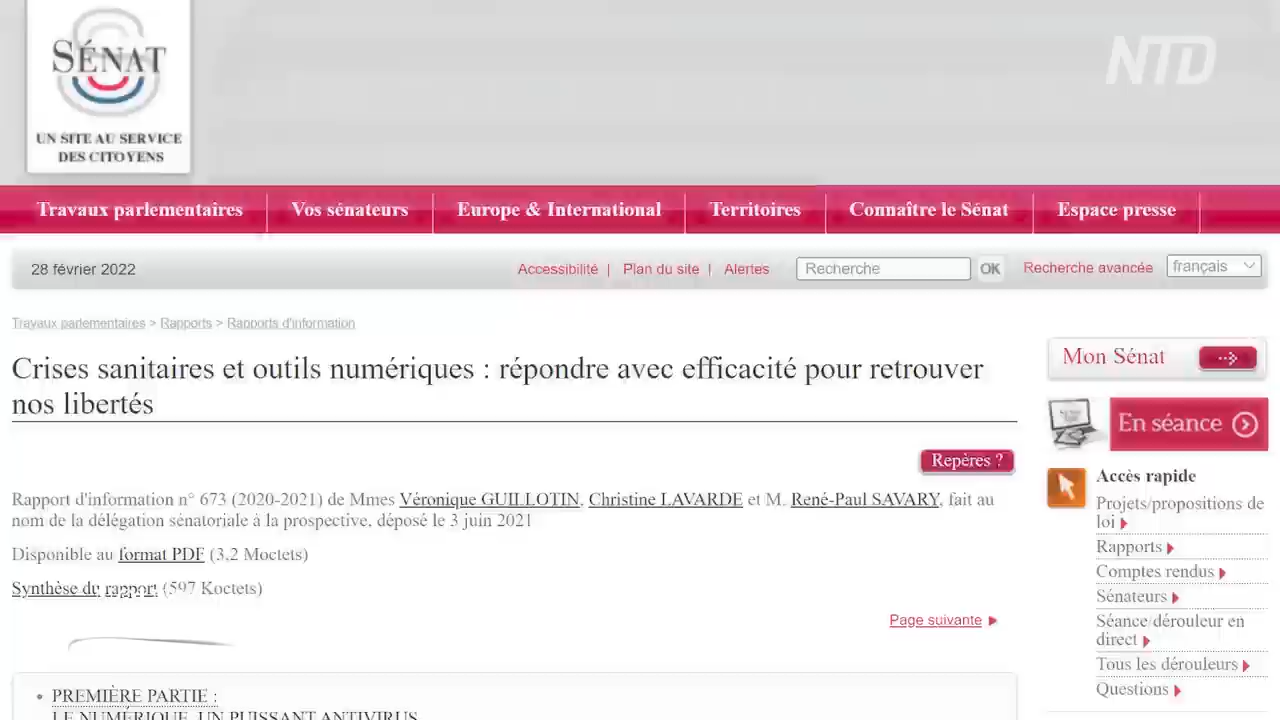 SÉNAT
UN SITE AU SERVICE
DES CITOYENS
NTD
Travaux parlementaires
Vos sénateurs
Europe & International
Territoires
Connaître le Sénat
Espace presse
28 février 2022
Accessibilité | Plan du site | Alertes
Recherche
OK
Recherche avancée
français
Travaux parlementaires > Rapports > Rapports d'information
Crises sanitaires et outils numériques : répondre avec efficacité pour retrouver
nos libertés
Repères ?
Rapport d'information n° 673 (2020-2021) de Mmes Véronique GUILLOTIN, Christine LAVARDE et M. René-Paul SAVARY, fait au
nom de la délégation sénatoriale à la prospective, déposé le 3 juin 2021
Disponible au format PDF (3,2 Moctets)
Synthèse du rapport (597 Koctets)
Page suivante
• PREMIÈRE PARTIE :
LE NUMÉRIQUE, UN PUISSANT ANTIVIRUS
Mon Sénat
En séance
Accès rapide
Projets/propositions de
loi
Rapports
Comptes rendus
Sénateurs
Séance/dérouleur en
direct
Tous les dérouleurs
Questions